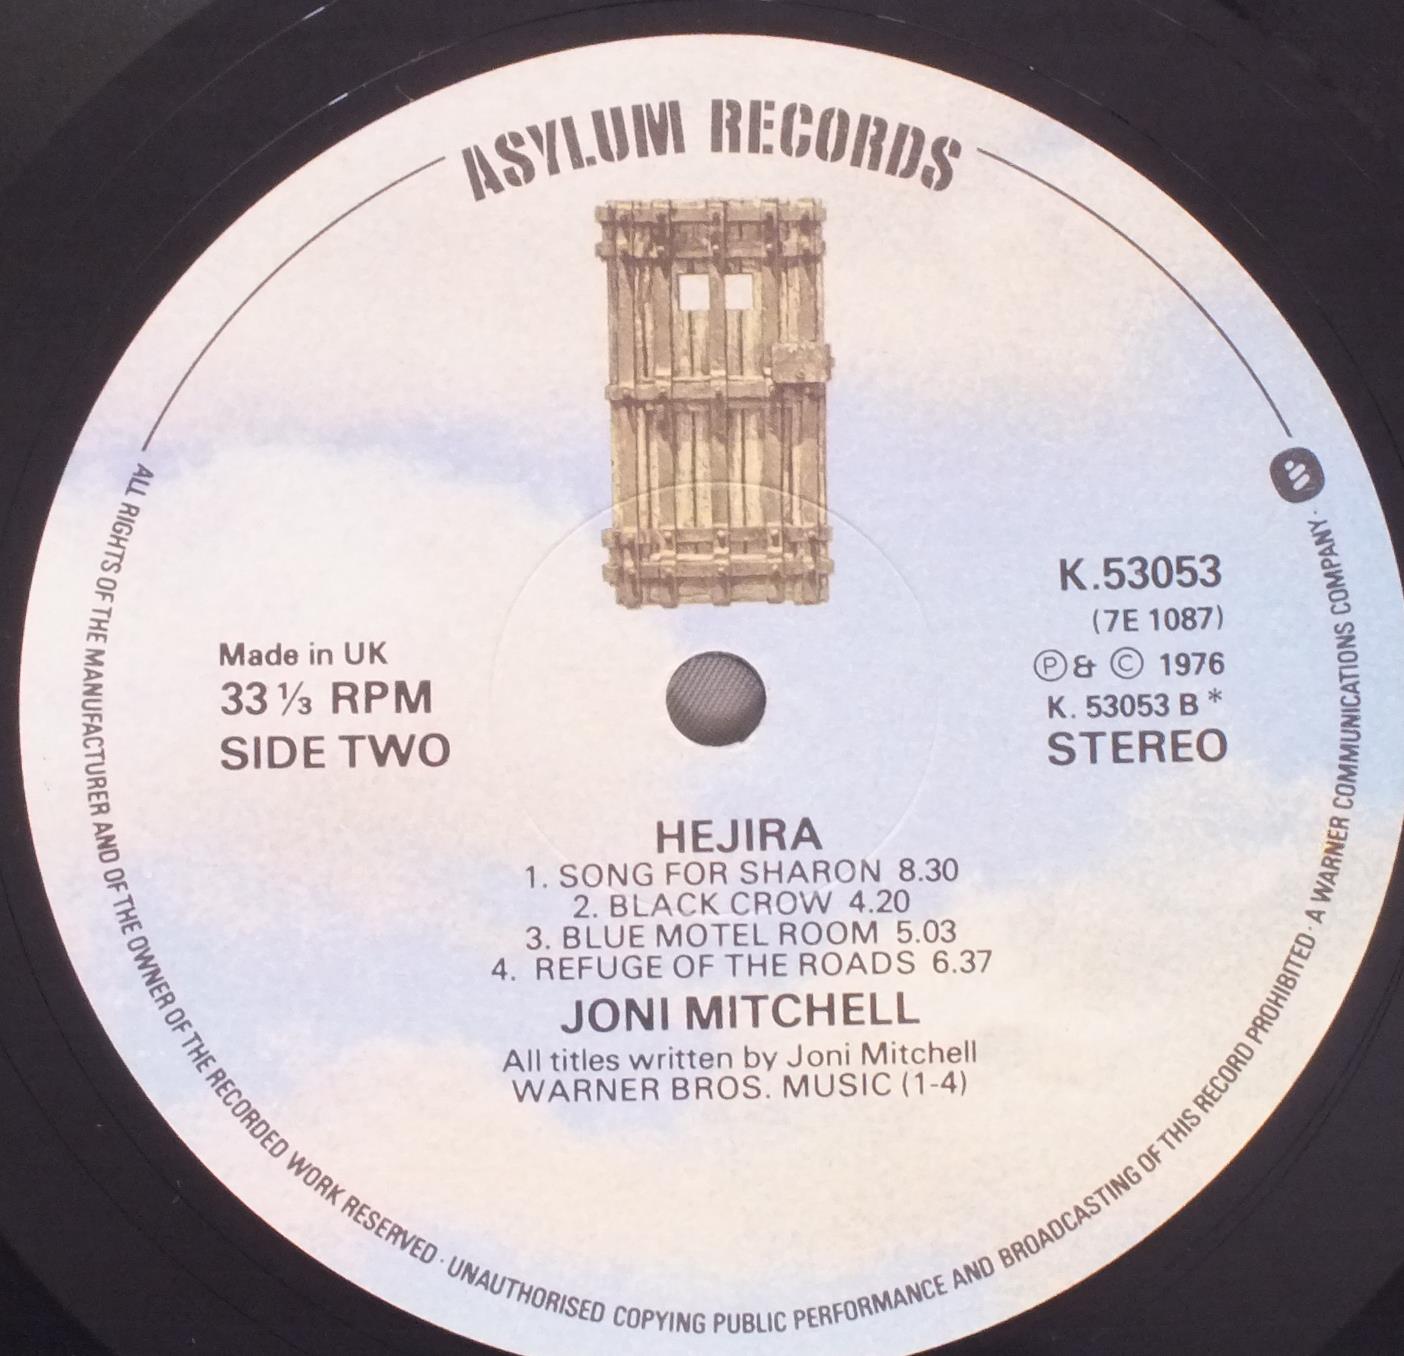 ASYLUM RECORDS
K.53053
(7E 1087)
Ⓟ & © 1976
K. 53053 B *
STEREO
Made in UK
33 ⅓ RPM
SIDE TWO
HEJIRA
1. SONG FOR SHARON 8.30
2. BLACK CROW 4.20
3. BLUE MOTEL ROOM 5.03
4. REFUGE OF THE ROADS 6.37
JONI MITCHELL
All titles written by Joni Mitchell
WARNER BROS. MUSIC (1-4)
ALL RIGHTS OF THE MANUFACTURER AND OF THE OWNER OF THE RECORDED WORK RESERVED · UNAUTHORISED COPYING PUBLIC PERFORMANCE AND BROADCASTING OF THIS RECORD PROHIBITED · A WARNER COMMUNICATIONS COMPANY ·